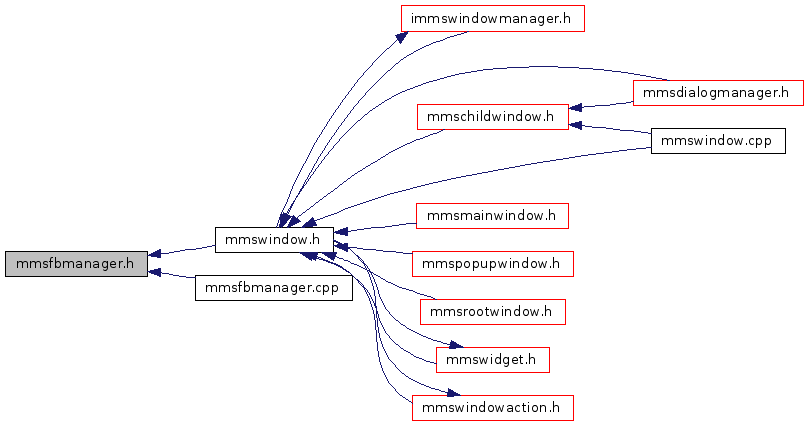 immswindowmanager.h
mmsdialogmanager.h
mmschildwindow.h
mmswindow.cpp
mmsmainwindow.h
mmswindow.h
mmsfbmanager.h
mmspopupwindow.h
mmsfbmanager.cpp
mmsrootwindow.h
mmswidget.h
mmswindowaction.h